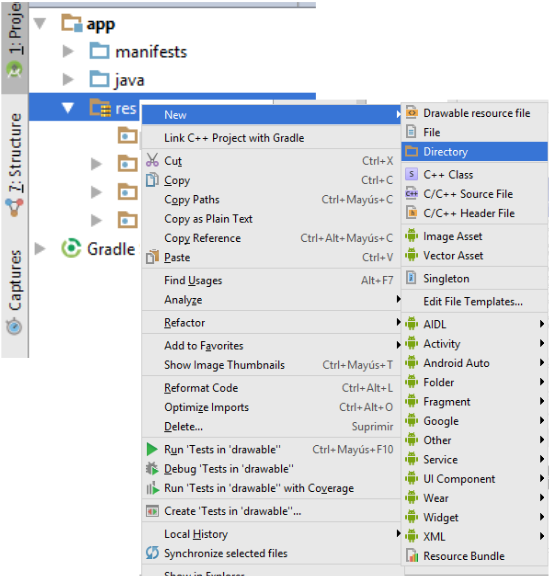 1: Proje
7: Structure
Captures
app
manifests
java
res
Gradle
New
Link C++ Project with Gradle
Cut Ctrl+X
Copy Ctrl+C
Copy Paths Ctrl+Mayús+C
Copy as Plain Text
Copy Reference Ctrl+Alt+Mayús+C
Paste Ctrl+V
Find Usages Alt+F7
Analyze
Refactor
Add to Favorites
Show Image Thumbnails Ctrl+Mayús+T
Reformat Code Ctrl+Alt+L
Optimize Imports Ctrl+Alt+O
Delete... Suprimir
Run 'Tests in 'drawable'' Ctrl+Mayús+F10
Debug 'Tests in 'drawable''
Run 'Tests in 'drawable'' with Coverage
Create 'Tests in 'drawable''...
Local History
Synchronize selected files
Show in Explorer
Drawable resource file
File
Directory
S C++ Class
C++ C/C++ Source File
C/C++ Header File
Image Asset
Vector Asset
Singleton
Edit File Templates...
AIDL
Activity
Android Auto
Folder
Fragment
Google
Other
Service
UI Component
Wear
Widget
XML
Resource Bundle